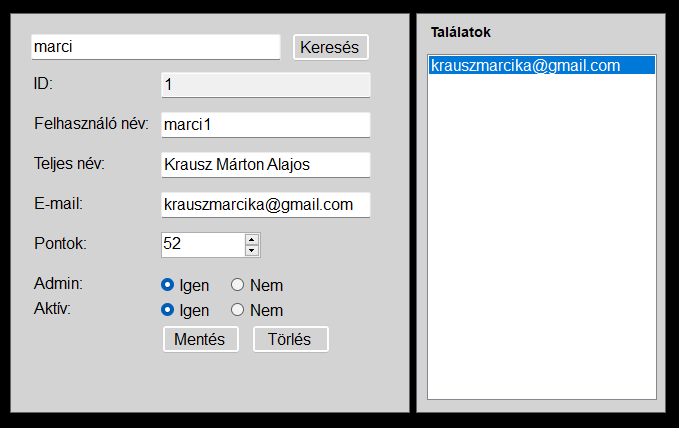 marci Keresés
ID: 1
Felhasználó név: marci1
Teljes név: Krausz Márton Alajos
E-mail: krauszmarcika@gmail.com
Pontok: 52
Admin: Igen Nem
Aktív: Igen Nem
Mentés Törlés
Találatok
krauszmarcika@gmail.com